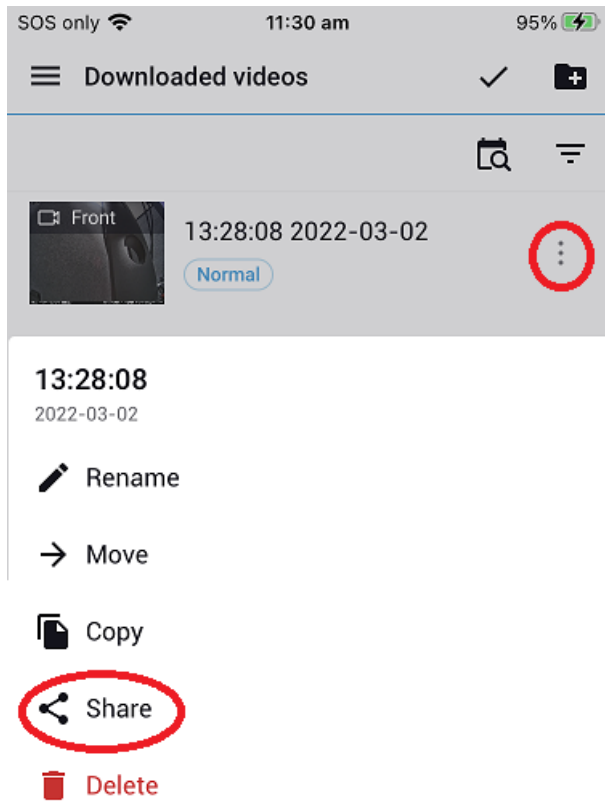 SOS only 11:30 am 95%
Downloaded videos
Front
13:28:08 2022-03-02
Normal
13:28:08
2022-03-02
Rename
Move
Copy
Share
Delete